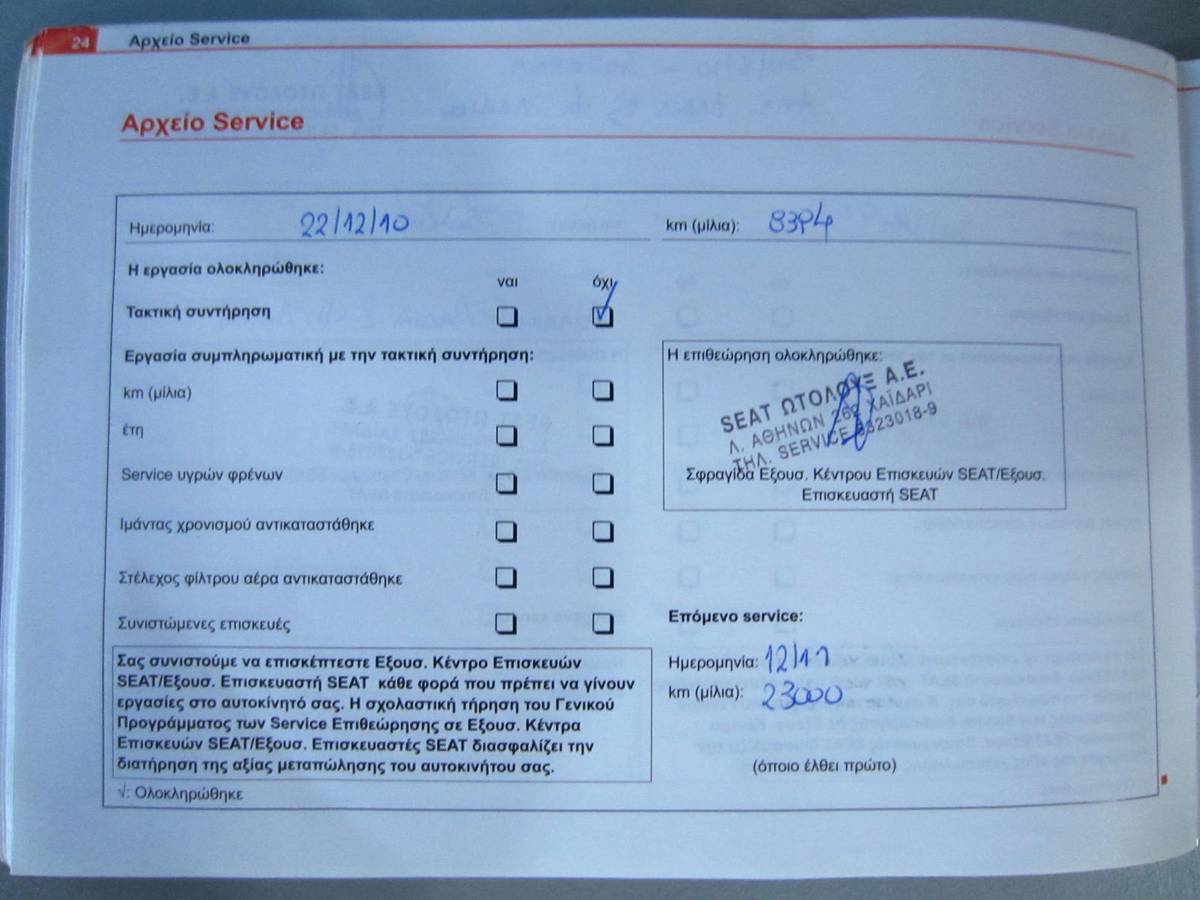 24 Αρχείο Service
Αρχείο Service
Ημερομηνία: 22/12/10
km (μίλια): 8394
Η εργασία ολοκληρώθηκε:
ναι όχι
Τακτική συντήρηση
Εργασία συμπληρωματική με την τακτική συντήρηση:
km (μίλια)
έτη
Service υγρών φρένων
Ιμάντας χρονισμού αντικαταστάθηκε
Στέλεχος φίλτρου αέρα αντικαταστάθηκε
Συνιστώμενες επισκευές
Σας συνιστούμε να επισκέπτεστε Εξουσ. Κέντρο Επισκευών
SEAT/Εξουσ. Επισκευαστή SEAT κάθε φορά που πρέπει να γίνουν
εργασίες στο αυτοκίνητό σας. Η σχολαστική τήρηση του Γενικού
Προγράμματος των Service Επιθεώρησης σε Εξουσ. Κέντρα
Επισκευών SEAT/Εξουσ. Επισκευαστές SEAT διασφαλίζει την
διατήρηση της αξίας μεταπώλησης του αυτοκινήτου σας.
√: Ολοκληρώθηκε
Η επιθεώρηση ολοκληρώθηκε:
SEAT ΩΤΟΛΟΥΞ Α.Ε.
Λ. ΑΘΗΝΩΝ 262 ΧΑΪΔΑΡΙ
ΤΗΛ. SERVICE 5323018-9
Σφραγίδα Εξουσ. Κέντρου Επισκευών SEAT/Εξουσ.
Επισκευαστή SEAT
Επόμενο service:
Ημερομηνία: 12/11
km (μίλια): 23000
(όποιο έλθει πρώτο)